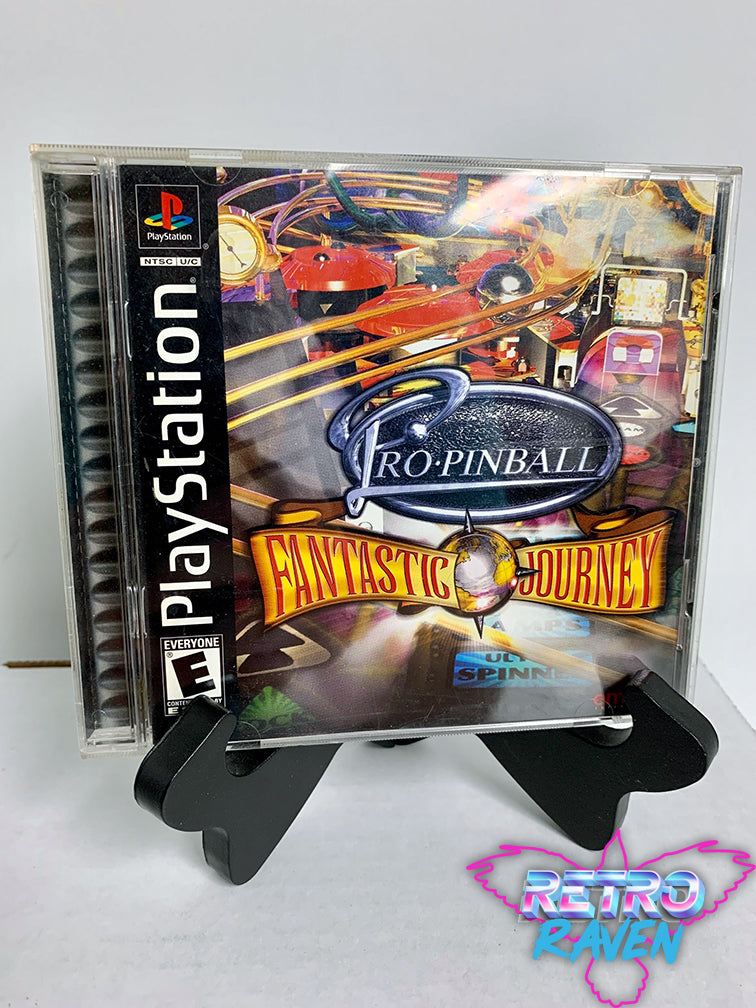 PlayStation
NTSC U/C
PlayStation
PRO·PINBALL
FANTASTIC JOURNEY
EVERYONE
E
RETRO
RAVEN